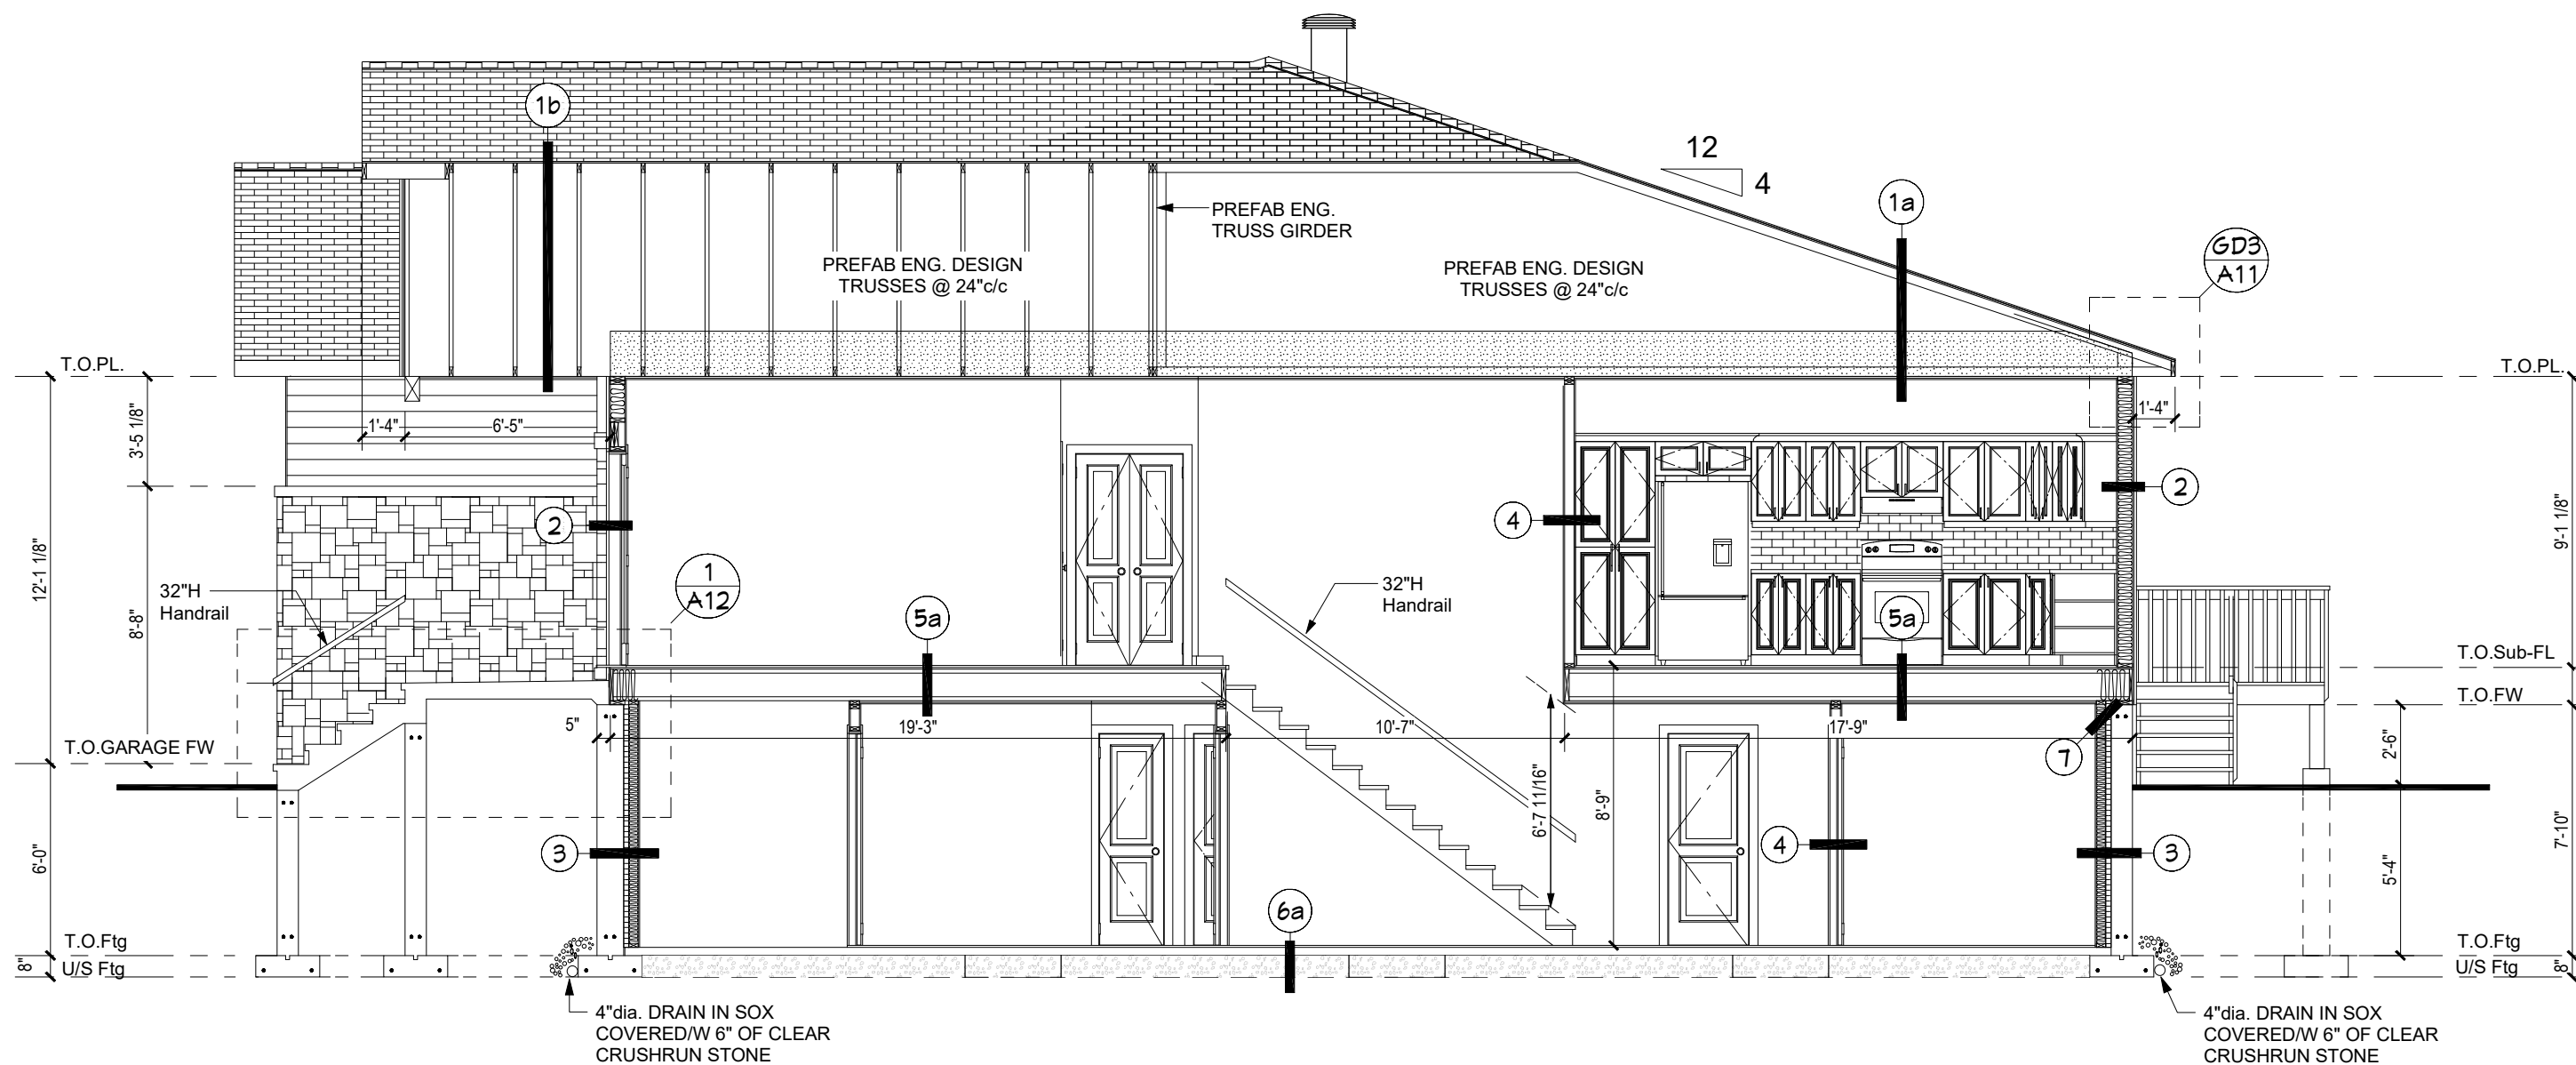 1b
12
4
1a
PREFAB ENG.
TRUSS GIRDER
GD3
A11
PREFAB ENG. DESIGN
TRUSSES @ 24"c/c
PREFAB ENG. DESIGN
TRUSSES @ 24"c/c
T.O.PL.
T.O.PL.
3'-5 1/8"
1'-4"
6'-5"
1'-4"
2
4
2
12'-1 1/8"
8'-8"
9'-1 1/8"
32"H
Handrail
1
A12
5a
32"H
Handrail
5a
T.O.Sub-FL
T.O.FW
5"
19'-3"
10'-7"
17'-9"
T.O.GARAGE FW
7
2'-6"
6'-7 11/16"
8'-9"
3
4
3
6'-0"
5'-4"
7'-10"
6a
T.O.Ftg
U/S Ftg
8"
T.O.Ftg
U/S Ftg
8"
4"dia. DRAIN IN SOX
COVERED/W 6" OF CLEAR
CRUSHRUN STONE
4"dia. DRAIN IN SOX
COVERED/W 6" OF CLEAR
CRUSHRUN STONE